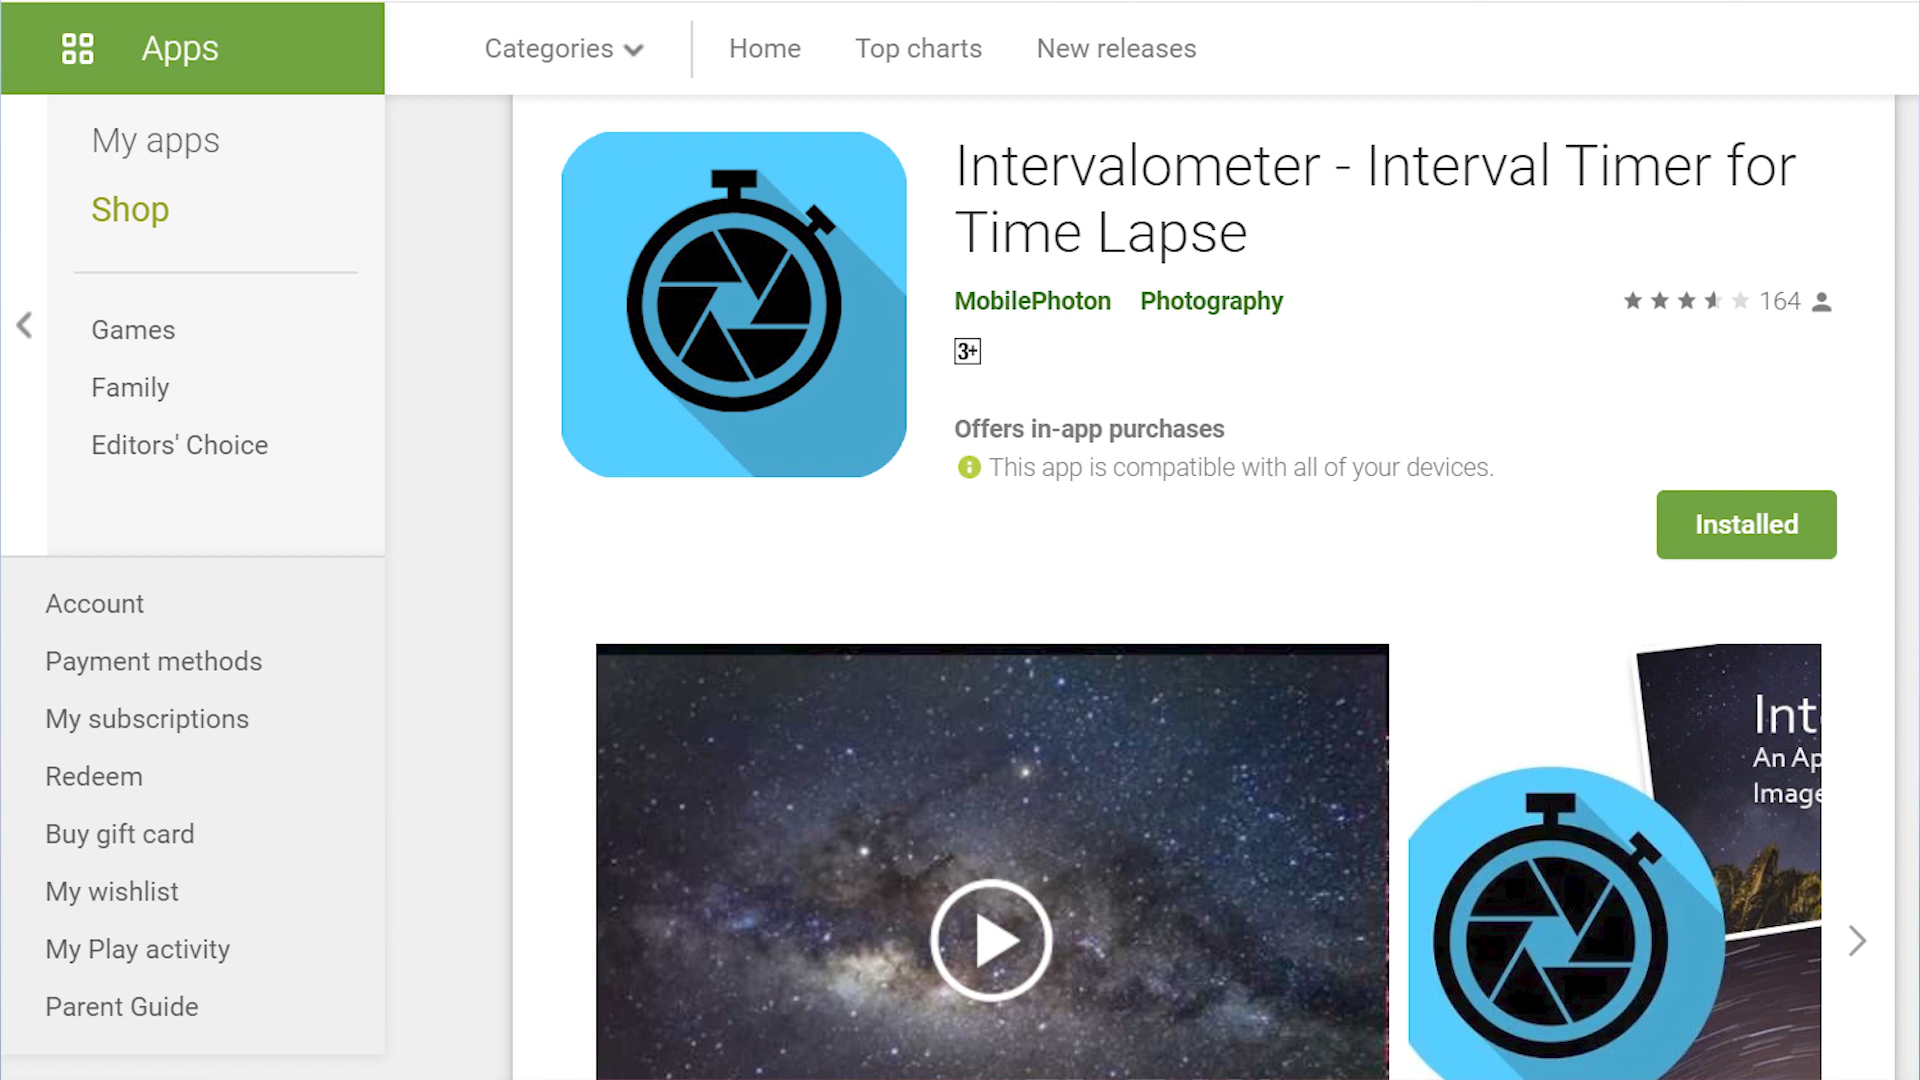 Apps
Categories
Home
Top charts
New releases
My apps
Shop
Games
Family
Editors' Choice
Account
Payment methods
My subscriptions
Redeem
Buy gift card
My wishlist
My Play activity
Parent Guide
Intervalometer - Interval Timer for
Time Lapse
MobilePhoton Photography
164
3+
Offers in-app purchases
This app is compatible with all of your devices.
Installed
Int
An Ap
Image